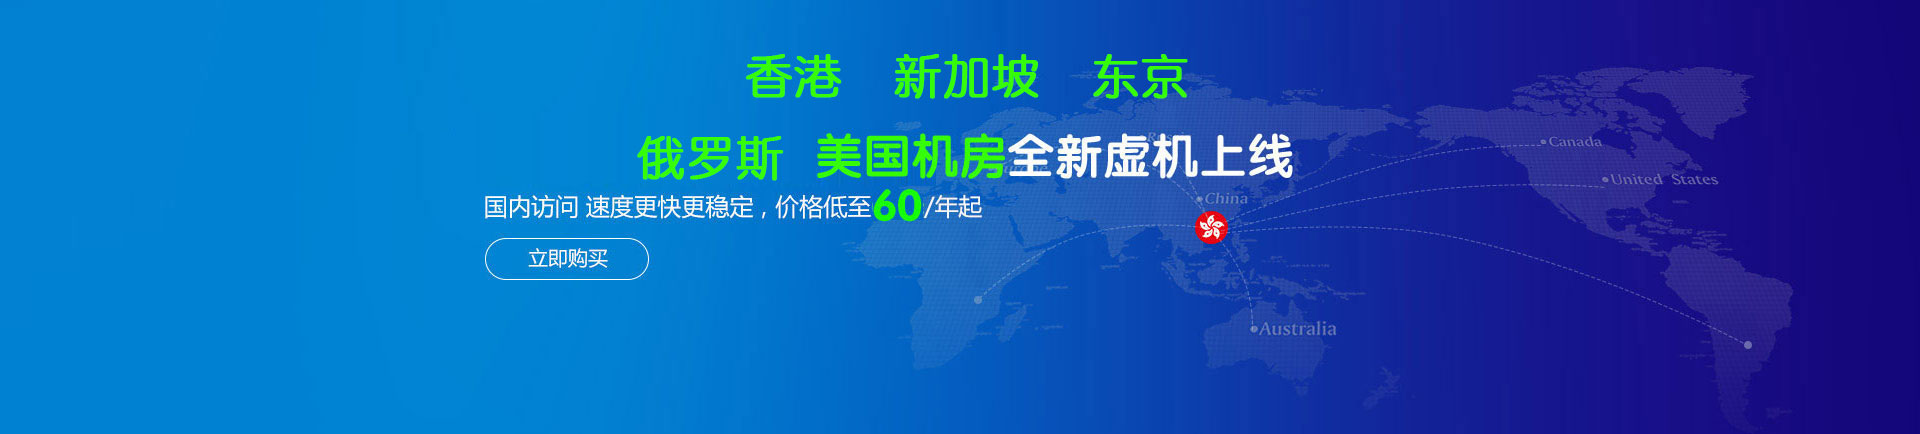 香港 新加坡 东京
俄罗斯 美国机房全新虚机上线
国内访问 速度更快更稳定，价格低至60/年起
立即购买
Russia
Canada
United States
China
Australia